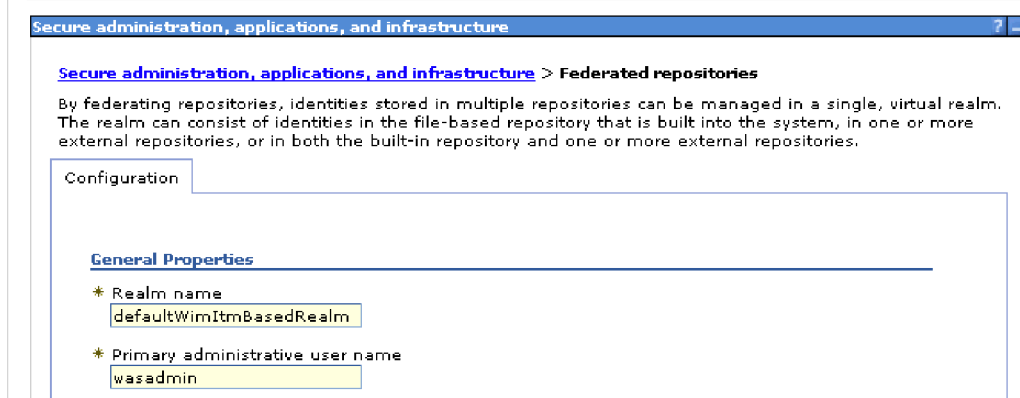 Secure administration, applications, and infrastructure ? _
Secure administration, applications, and infrastructure > Federated repositories
By federating repositories, identities stored in multiple repositories can be managed in a single, virtual realm.
The realm can consist of identities in the file-based repository that is built into the system, in one or more
external repositories, or in both the built-in repository and one or more external repositories.
Configuration
General Properties
* Realm name
defaultWimItmBasedRealm
* Primary administrative user name
wasadmin